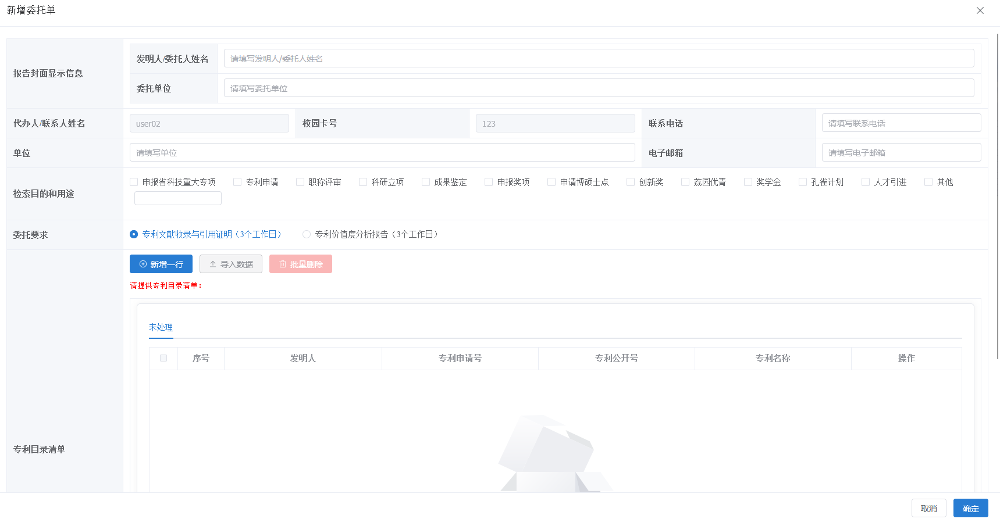 新增委托单
报告封面显示信息
发明人/委托人姓名
请填写发明人/委托人姓名
委托单位
请填写委托单位
代办人/联系人姓名
user02
校园卡号
123
联系电话
请填写联系电话
单位
请填写单位
电子邮箱
请填写电子邮箱
检索目的和用途
申报省科技重大专项
专利申请
职称评审
科研立项
成果鉴定
申报奖项
申请博硕士点
创新奖
荔园优青
奖学金
孔雀计划
人才引进
其他
委托要求
专利文献收录与引用证明（3个工作日）
专利价值度分析报告（3个工作日）
专利目录清单
新增一行
导入数据
批量删除
请提供专利目录清单：
未处理
序号
发明人
专利申请号
专利公开号
专利名称
操作
取消
确定